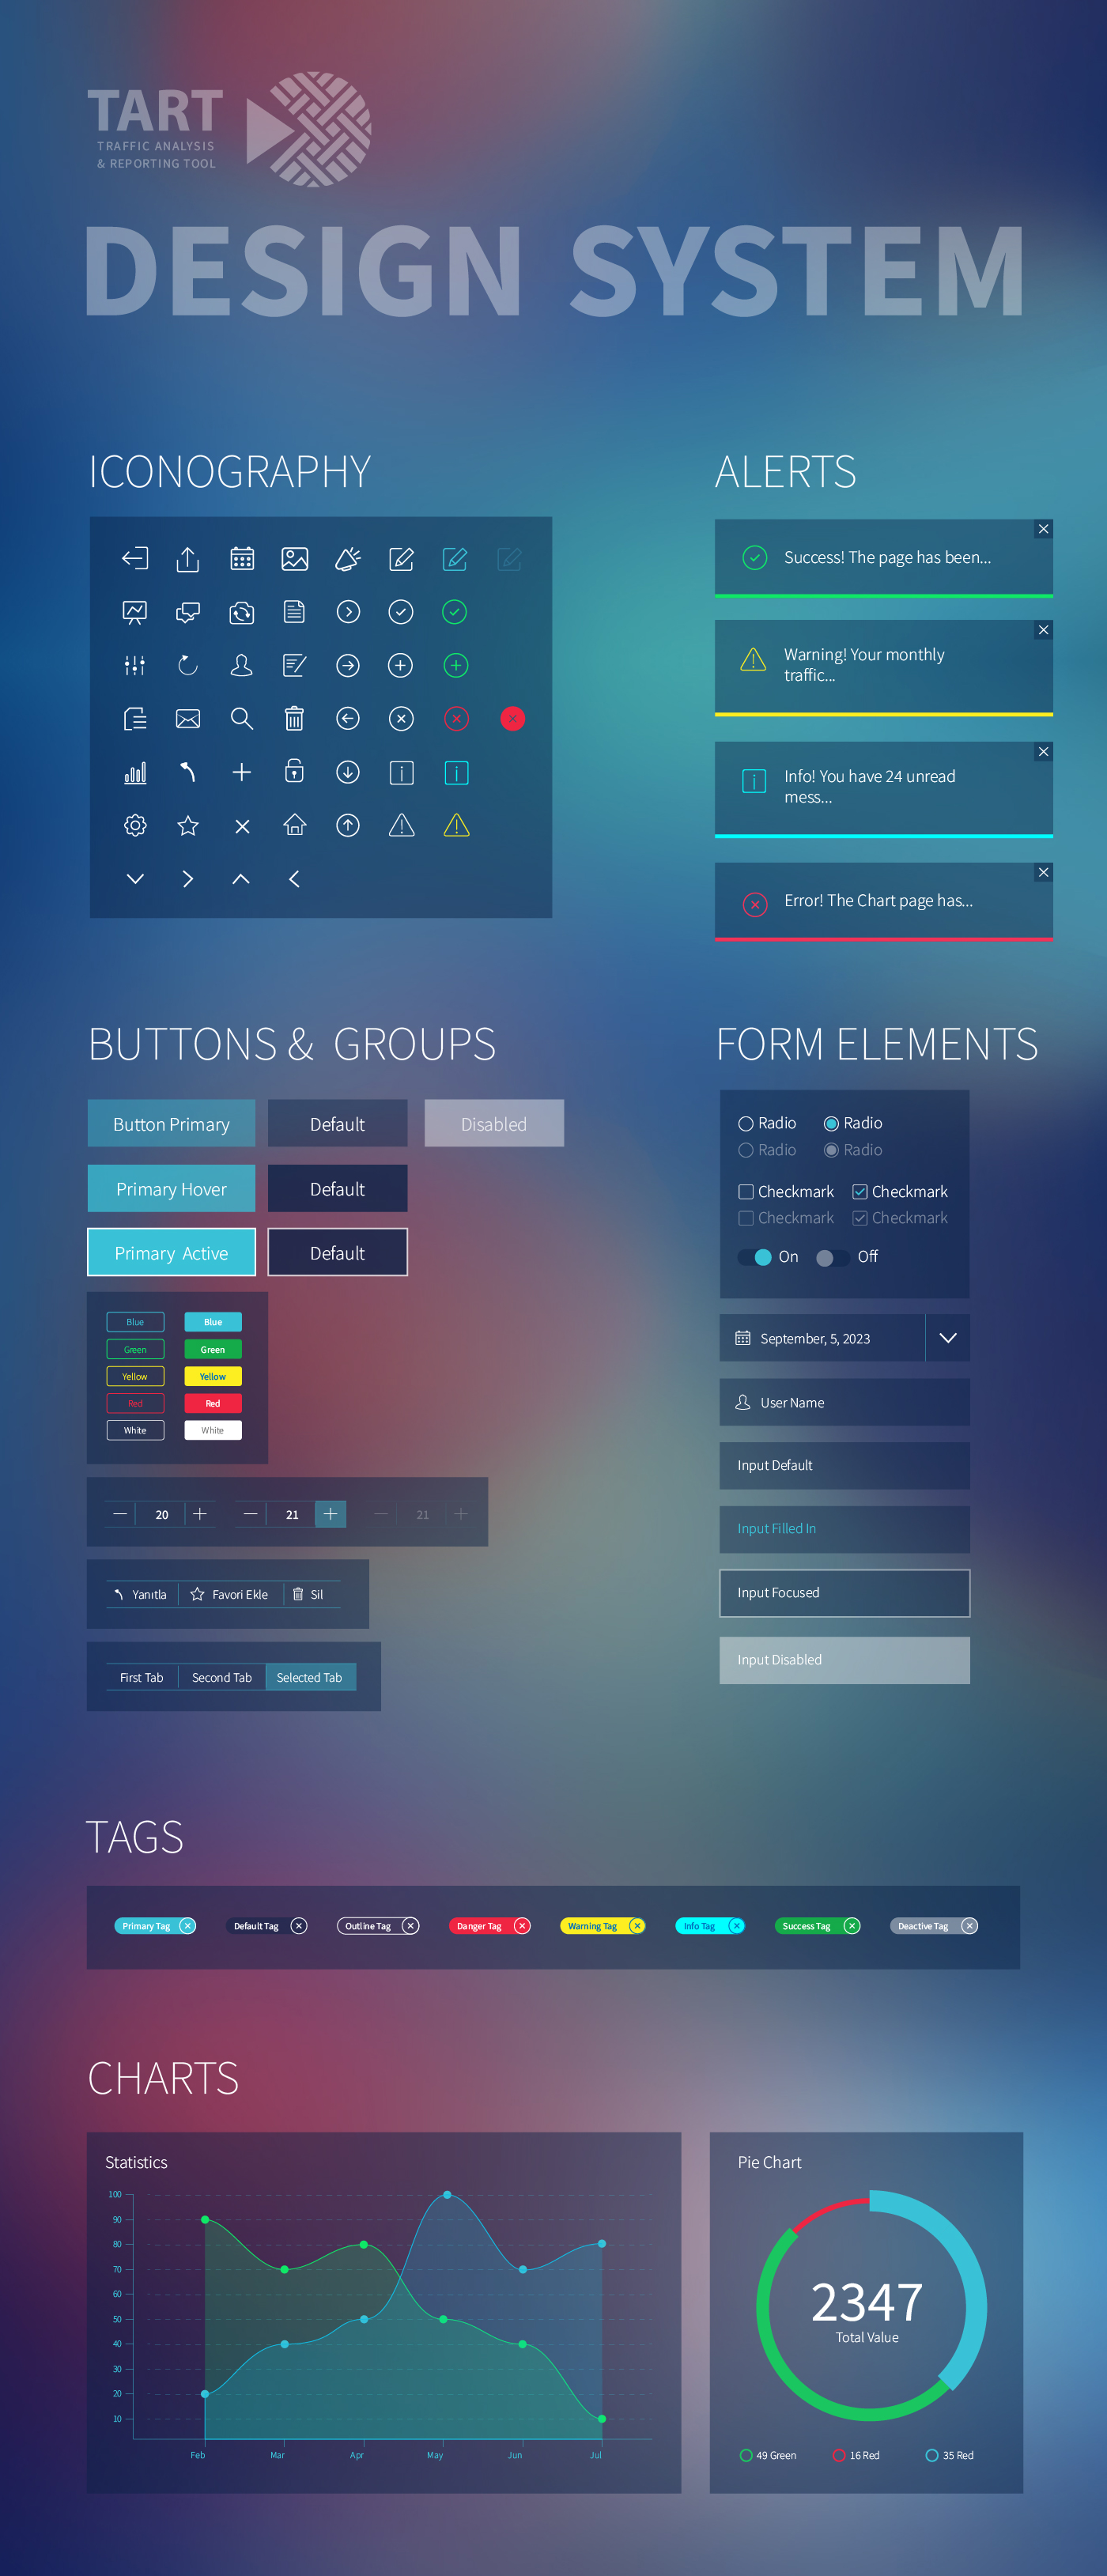 TART
TRAFFIC ANALYSIS
& REPORTING TOOL
DESIGN SYSTEM
ICONOGRAPHY
ALERTS
Success! The page has been...
Warning! Your monthly
traffic...
Info! You have 24 unread
mess...
Error! The Chart page has...
BUTTONS & GROUPS
Button Primary Default Disabled
Primary Hover Default
Primary Active Default
Blue Blue
Green Green
Yellow Yellow
Red Red
White White
20 21 21
Yanıtla Favori Ekle Sil
First Tab Second Tab Selected Tab
FORM ELEMENTS
Radio Radio
Radio Radio
Checkmark Checkmark
Checkmark Checkmark
On Off
September, 5, 2023
User Name
Input Default
Input Filled In
Input Focused
Input Disabled
TAGS
Primary Tag Default Tag Outline Tag Danger Tag Warning Tag Info Tag Success Tag Deactive Tag
CHARTS
Statistics
100
90
80
70
60
50
40
30
20
10
Feb Mar Apr May Jun Jul
Pie Chart
2347
Total Value
49 Green 16 Red 35 Red